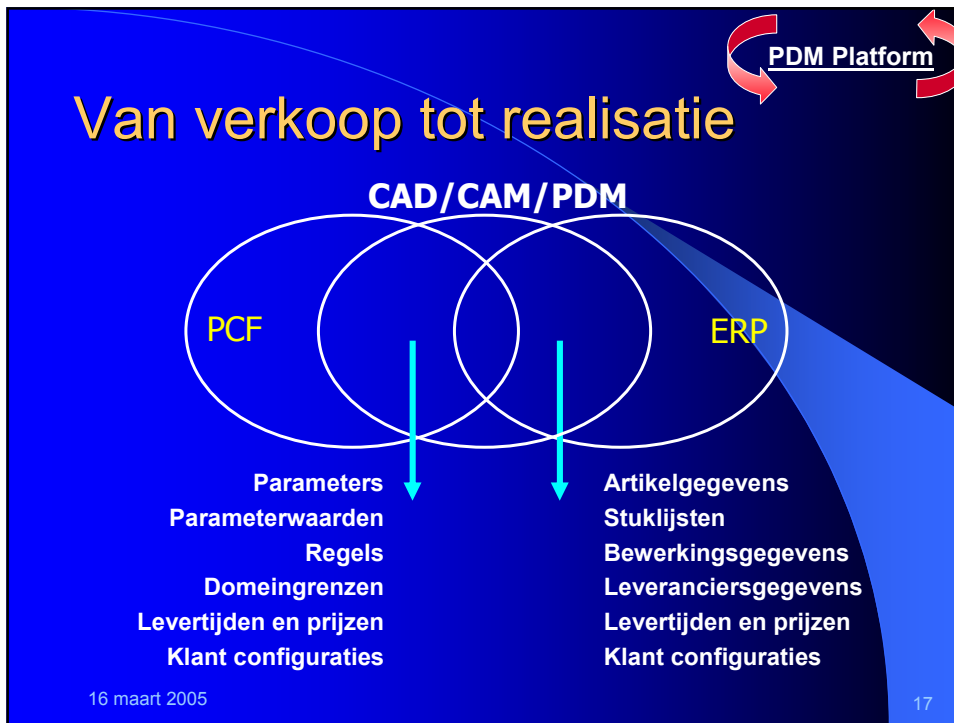 PDM Platform
Van verkoop tot realisatie
CAD/CAM/PDM
PCF
ERP
Parameters
Parameterwaarden
Regels
Domeingrenzen
Levertijden en prijzen
Klant configuraties
Artikelgegevens
Stuklijsten
Bewerkingsgegevens
Leveranciersgegevens
Levertijden en prijzen
Klant configuraties
16 maart 2005
17